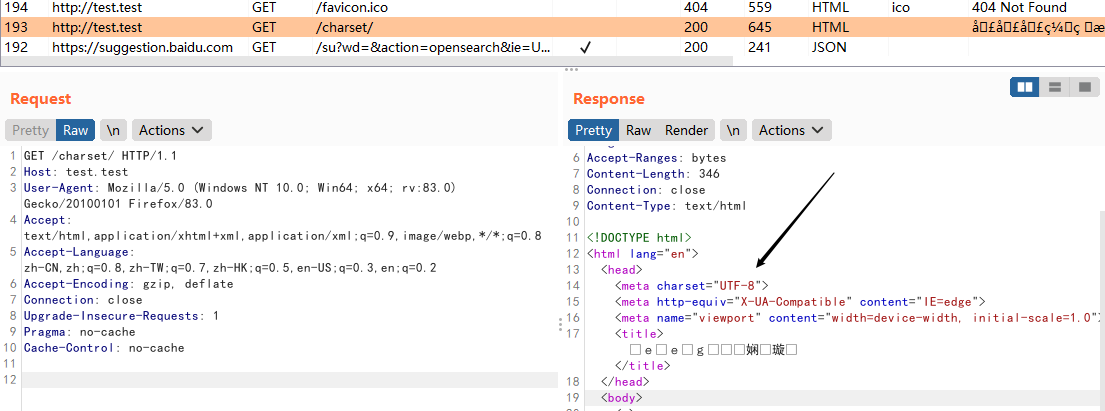 194 http://test.test GET /favicon.ico 404 559 HTML ico 404 Not Found
193 http://test.test GET /charset/ 200 645 HTML
192 https://suggestion.baidu.com GET /su?wd=&action=opensearch&ie=U... ✓ 200 241 JSON
Request
Pretty Raw \n Actions
1 GET /charset/ HTTP/1.1
2 Host: test.test
3 User-Agent: Mozilla/5.0 (Windows NT 10.0; Win64; x64; rv:83.0)
Gecko/20100101 Firefox/83.0
4 Accept:
text/html,application/xhtml+xml,application/xml;q=0.9,image/webp,*/*;q=0.8
5 Accept-Language:
zh-CN,zh;q=0.8,zh-TW;q=0.7,zh-HK;q=0.5,en-US;q=0.3,en;q=0.2
6 Accept-Encoding: gzip, deflate
7 Connection: close
8 Upgrade-Insecure-Requests: 1
9 Pragma: no-cache
10 Cache-Control: no-cache
11
12
Response
Pretty Raw Render \n Actions
6 Accept-Ranges: bytes
7 Content-Length: 346
8 Connection: close
9 Content-Type: text/html
10
11 <!DOCTYPE html>
12 <html lang="en">
13 <head>
14 <meta charset="UTF-8">
15 <meta http-equiv="X-UA-Compatible" content="IE=edge">
16 <meta name="viewport" content="width=device-width, initial-scale=1.0">
17 <title>
□e□e□g□□□娴□璇□
</title>
18 </head>
19 <body>